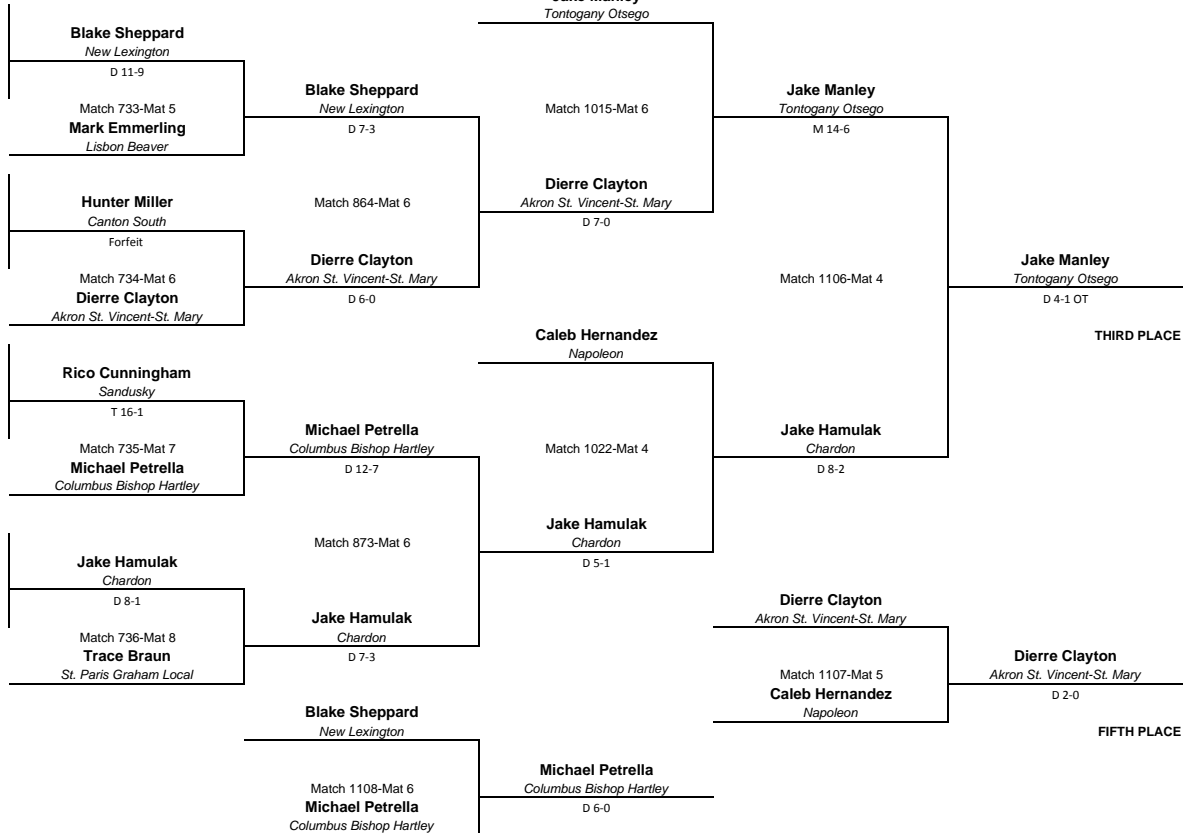 Blake Sheppard
New Lexington
D 11-9
Match 733-Mat 5
Mark Emmerling
Lisbon Beaver
Hunter Miller
Canton South
Forfeit
Match 734-Mat 6
Dierre Clayton
Akron St. Vincent-St. Mary
Rico Cunningham
Sandusky
T 16-1
Match 735-Mat 7
Michael Petrella
Columbus Bishop Hartley
Jake Hamulak
Chardon
D 8-1
Match 736-Mat 8
Trace Braun
St. Paris Graham Local
Blake Sheppard
New Lexington
D 7-3
Match 864-Mat 6
Dierre Clayton
Akron St. Vincent-St. Mary
D 6-0
Michael Petrella
Columbus Bishop Hartley
D 12-7
Match 873-Mat 6
Jake Hamulak
Chardon
D 7-3
Blake Sheppard
New Lexington
Match 1108-Mat 6
Michael Petrella
Columbus Bishop Hartley
Jake Manley
Tontogany Otsego
Match 1015-Mat 6
Dierre Clayton
Akron St. Vincent-St. Mary
D 7-0
Caleb Hernandez
Napoleon
Match 1022-Mat 4
Jake Hamulak
Chardon
D 5-1
Michael Petrella
Columbus Bishop Hartley
D 6-0
Jake Manley
Tontogany Otsego
M 14-6
Match 1106-Mat 4
Jake Hamulak
Chardon
D 8-2
Dierre Clayton
Akron St. Vincent-St. Mary
Match 1107-Mat 5
Caleb Hernandez
Napoleon
Jake Manley
Tontogany Otsego
D 4-1 OT
THIRD PLACE
Dierre Clayton
Akron St. Vincent-St. Mary
D 2-0
FIFTH PLACE